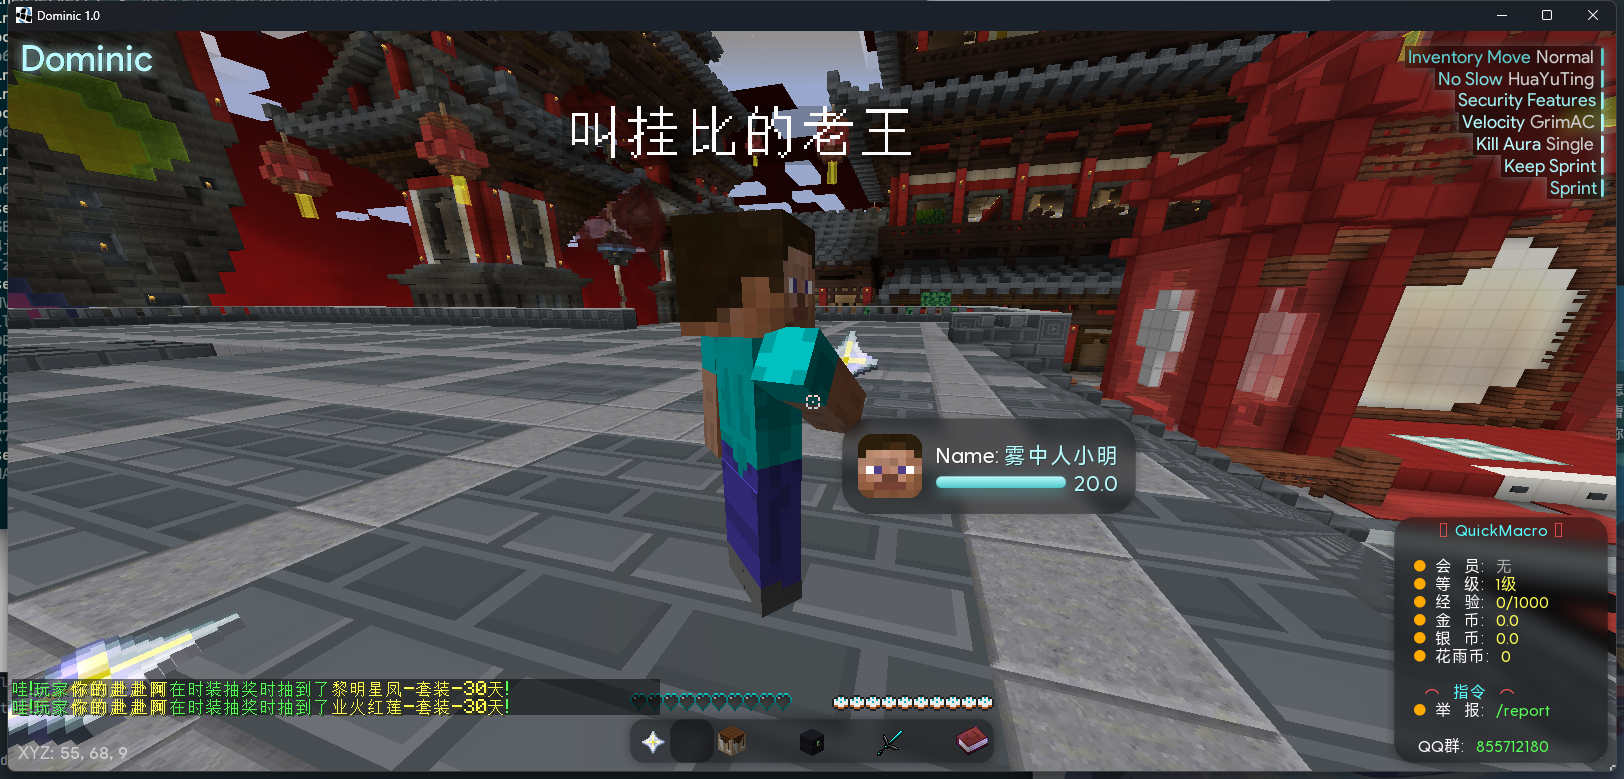 Dominic 1.0
Dominic
Inventory Move Normal
No Slow HuaYuTing
Security Features
Velocity GrimAC
Kill Aura Single
Keep Sprint
Sprint
叫挂比的老王
Name: 雾中人小明
20.0
QuickMacro
会 员: 无
等 级: 1级
经 验: 0/1000
金 币: 0.0
银 币: 0.0
花雨币: 0
指令
举 报: /report
QQ群: 855712180
哇!玩家你的赴赴阿在时装抽奖时抽到了黎明星凤-套装-30天!
哇!玩家你的赴赴阿在时装抽奖时抽到了业火红莲-套装-30天!
XYZ: 55, 68, 9